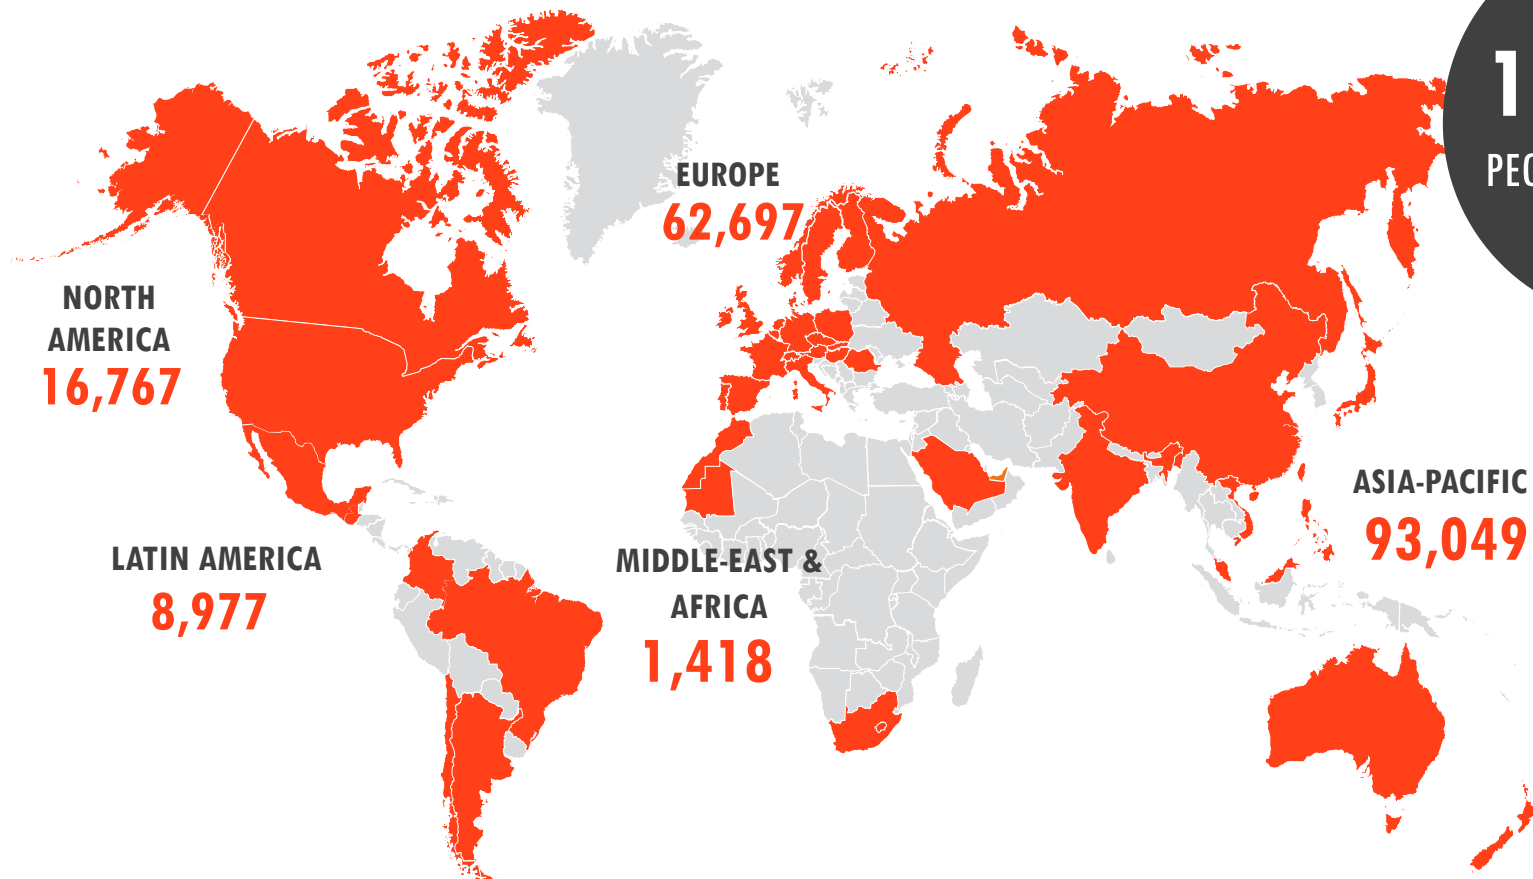 1
EUROPE
62,697
NORTH
AMERICA
16,767
ASIA-PACIFIC
93,049
LATIN AMERICA
8,977
MIDDLE-EAST &
AFRICA
1,418